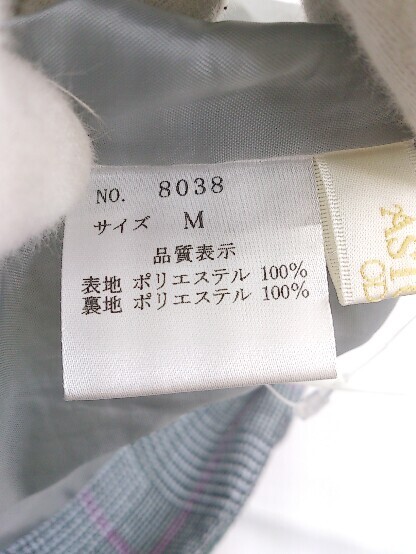 NO. 8038
サイズ M
品質表示
表地 ポリエステル 100%
裏地 ポリエステル 100%